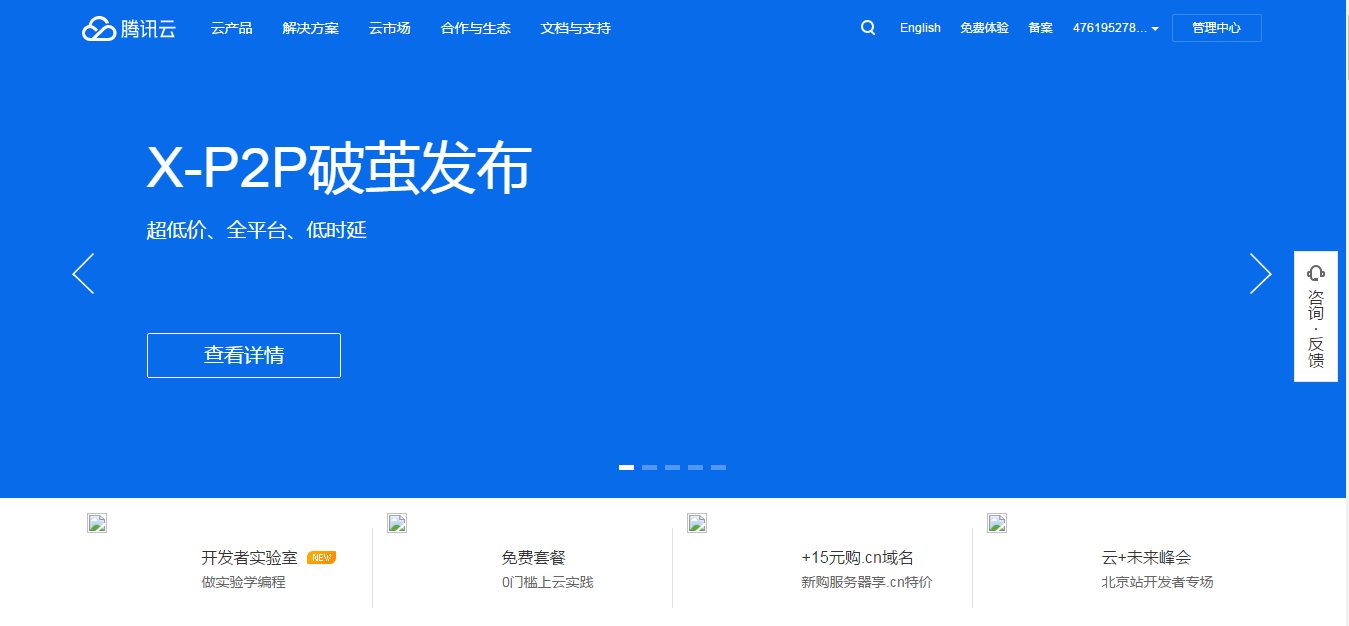 腾讯云 云产品 解决方案 云市场 合作与生态 文档与支持 English 免费体验 备案 476195278... 管理中心
X-P2P破茧发布
超低价、全平台、低时延
查看详情
咨询·反馈
开发者实验室 NEW
做实验学编程
免费套餐
0门槛上云实践
+15元购.cn域名
新购服务器享.cn特价
云+未来峰会
北京站开发者专场